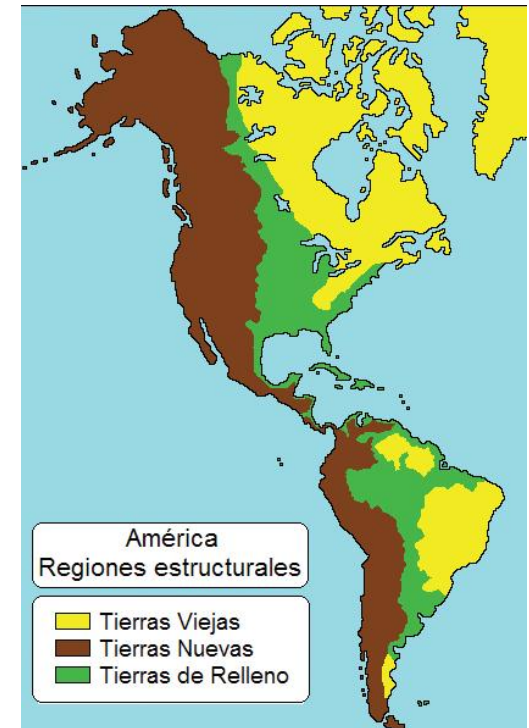 América
Regiones estructurales
Tierras Viejas
Tierras Nuevas
Tierras de Relleno